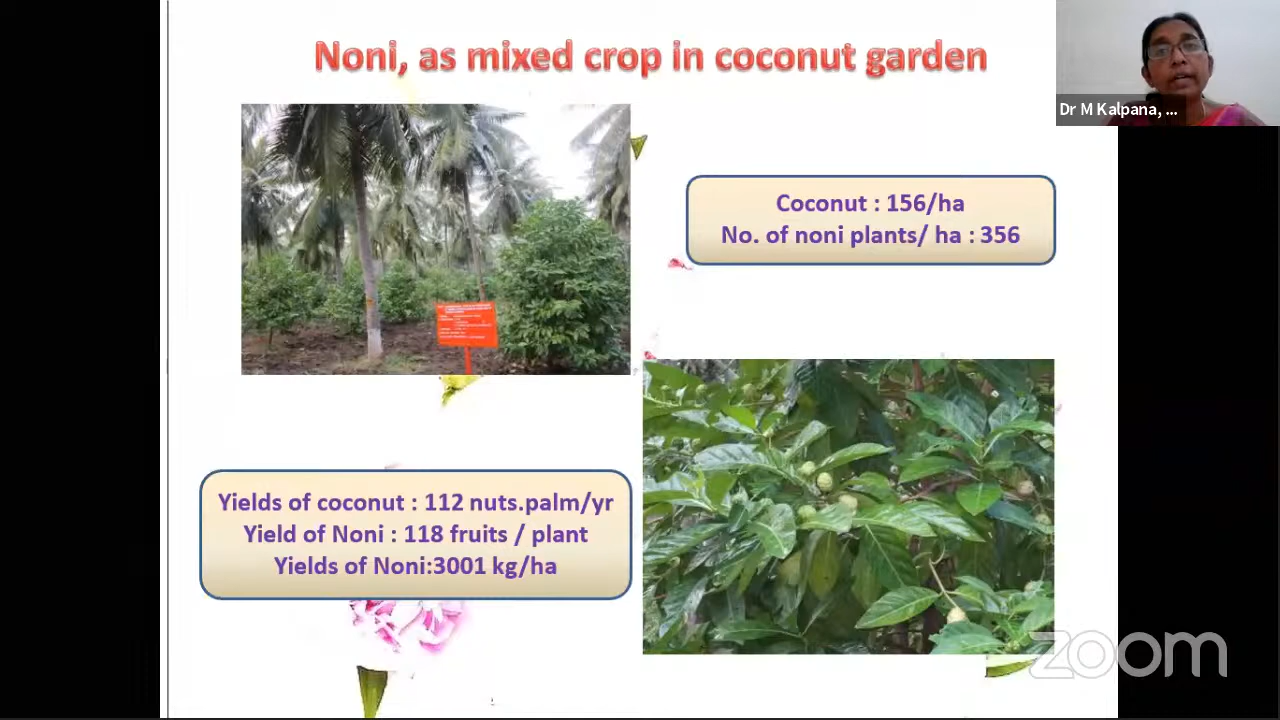 Noni, as mixed crop in coconut garden
Dr M Kalpana, ...
Coconut : 156/ha
No. of noni plants/ ha : 356
Yields of coconut : 112 nuts.palm/yr
Yield of Noni : 118 fruits / plant
Yields of Noni:3001 kg/ha
zoom